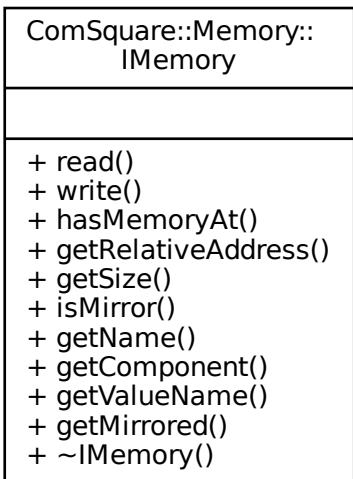 ComSquare::Memory::
IMemory
+ read()
+ write()
+ hasMemoryAt()
+ getRelativeAddress()
+ getSize()
+ isMirror()
+ getName()
+ getComponent()
+ getValueName()
+ getMirrored()
+ ~IMemory()